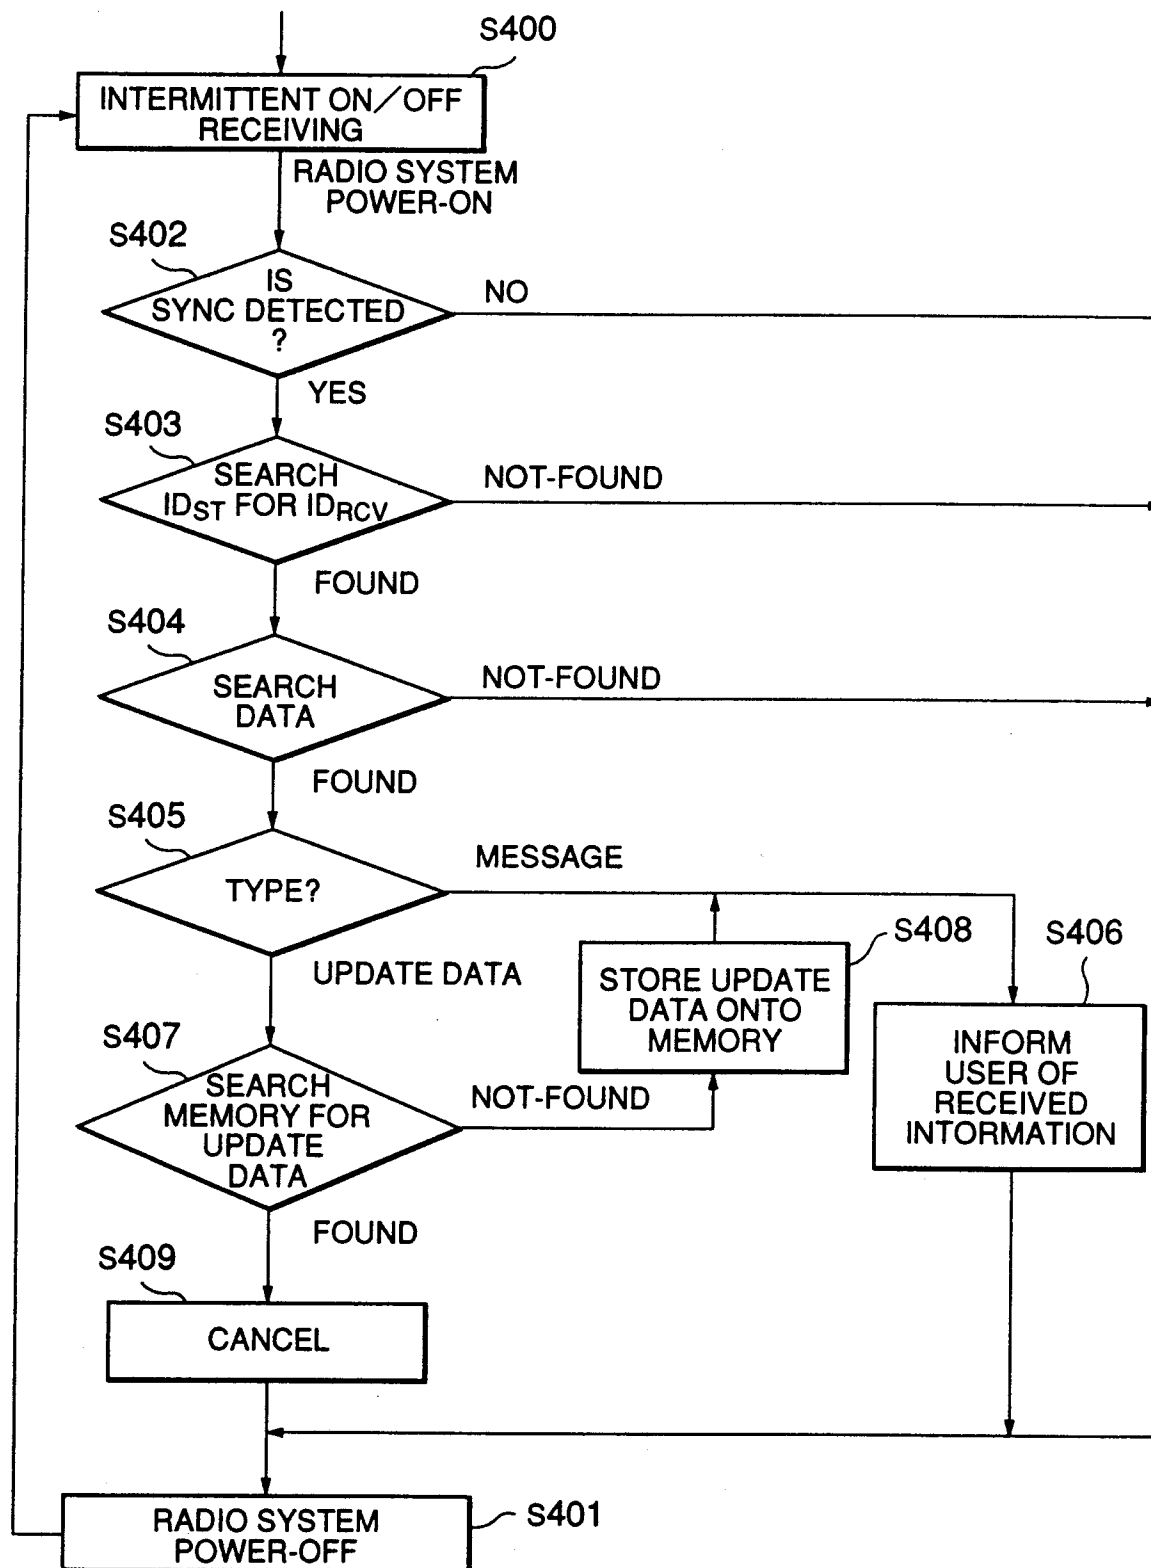 S400
INTERMITTENT ON/OFF
RECEIVING
RADIO SYSTEM
POWER-ON
S402
IS
SYNC DETECTED
?
NO
YES
S403
SEARCH
IDST FOR IDRCV
NOT-FOUND
FOUND
S404
SEARCH
DATA
NOT-FOUND
FOUND
S405
TYPE?
MESSAGE
UPDATE DATA
S408
STORE UPDATE
DATA ONTO
MEMORY
S406
INFORM
USER OF
RECEIVED
INTORMATION
S407
SEARCH
MEMORY FOR
UPDATE
DATA
NOT-FOUND
FOUND
S409
CANCEL
RADIO SYSTEM
POWER-OFF
S401